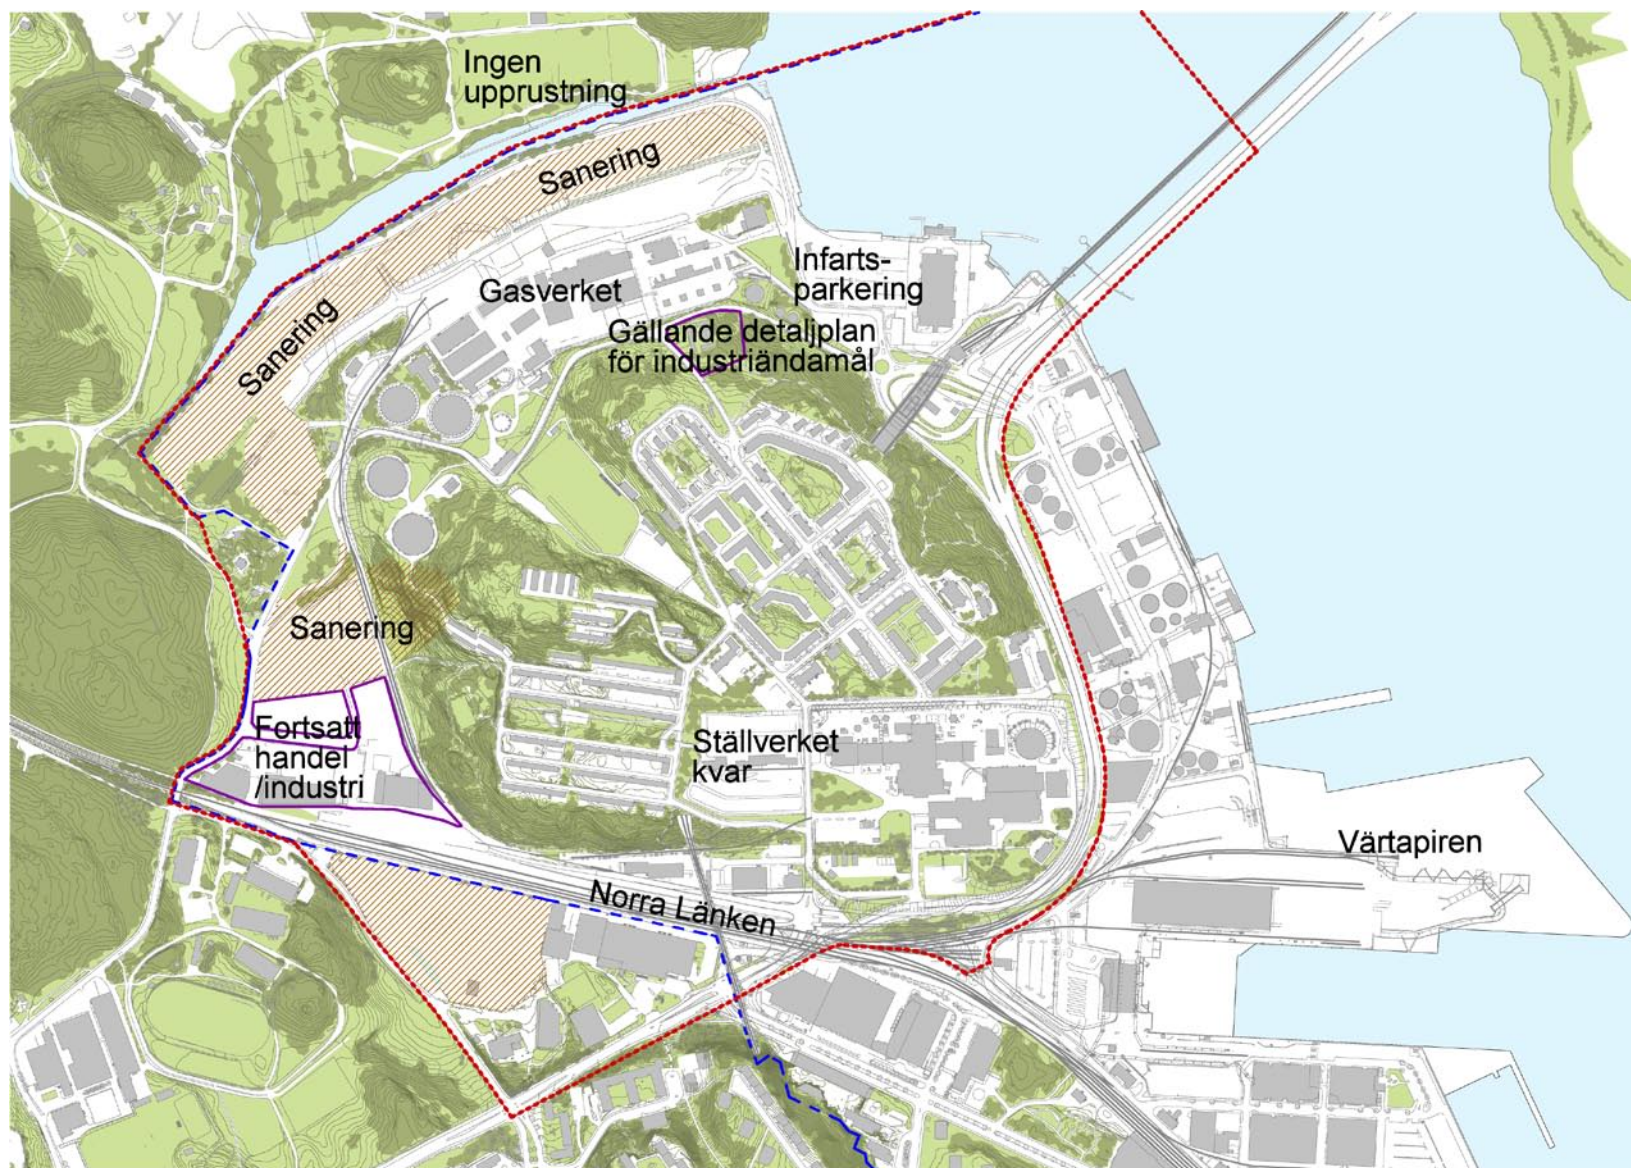 Ingen
upprustning
Sanering
Infarts-
parkering
Gasverket
Sanering
Gällande detaljplan
för industriändamål
Sanering
Fortsatt
handel
/industri
Ställverket
kvar
Värtapiren
Norra Länken